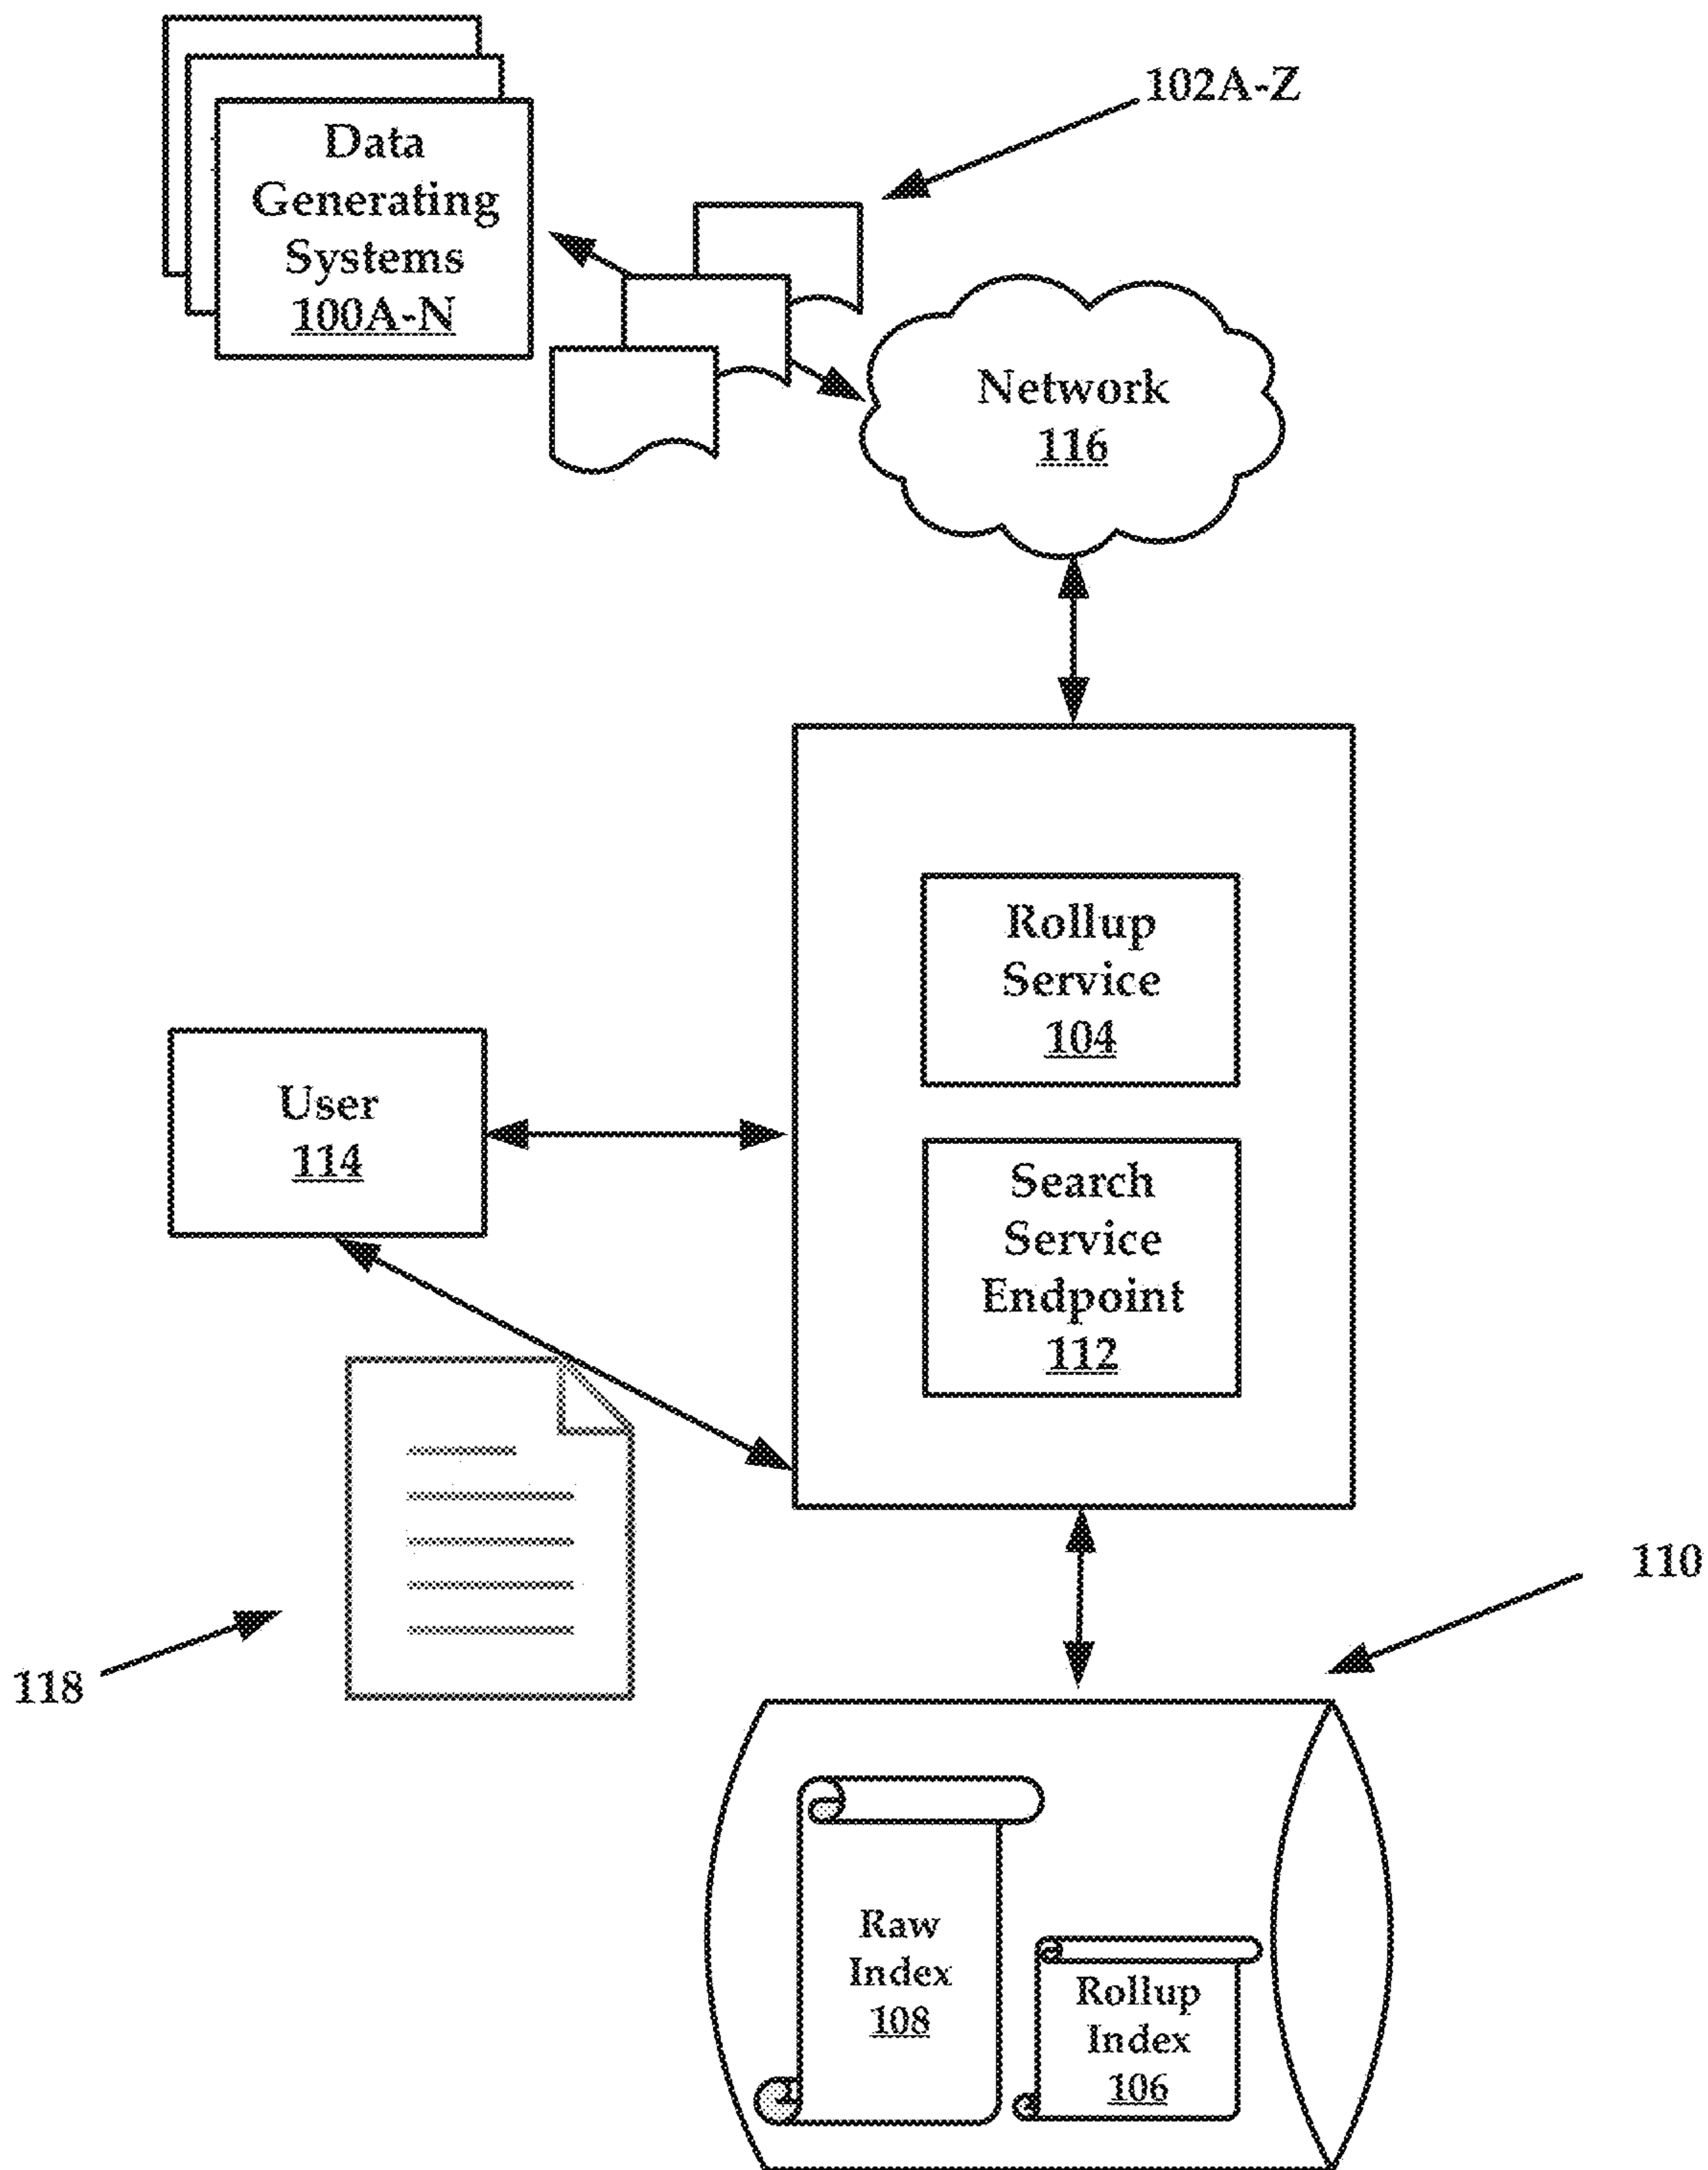 102A-Z
Data
Generating
Systems
100A-N
Network
116
Rollup
Service
104
User
114
Search
Service
Endpoint
112
110
118
Raw
Index
108
Rollup
Index
106